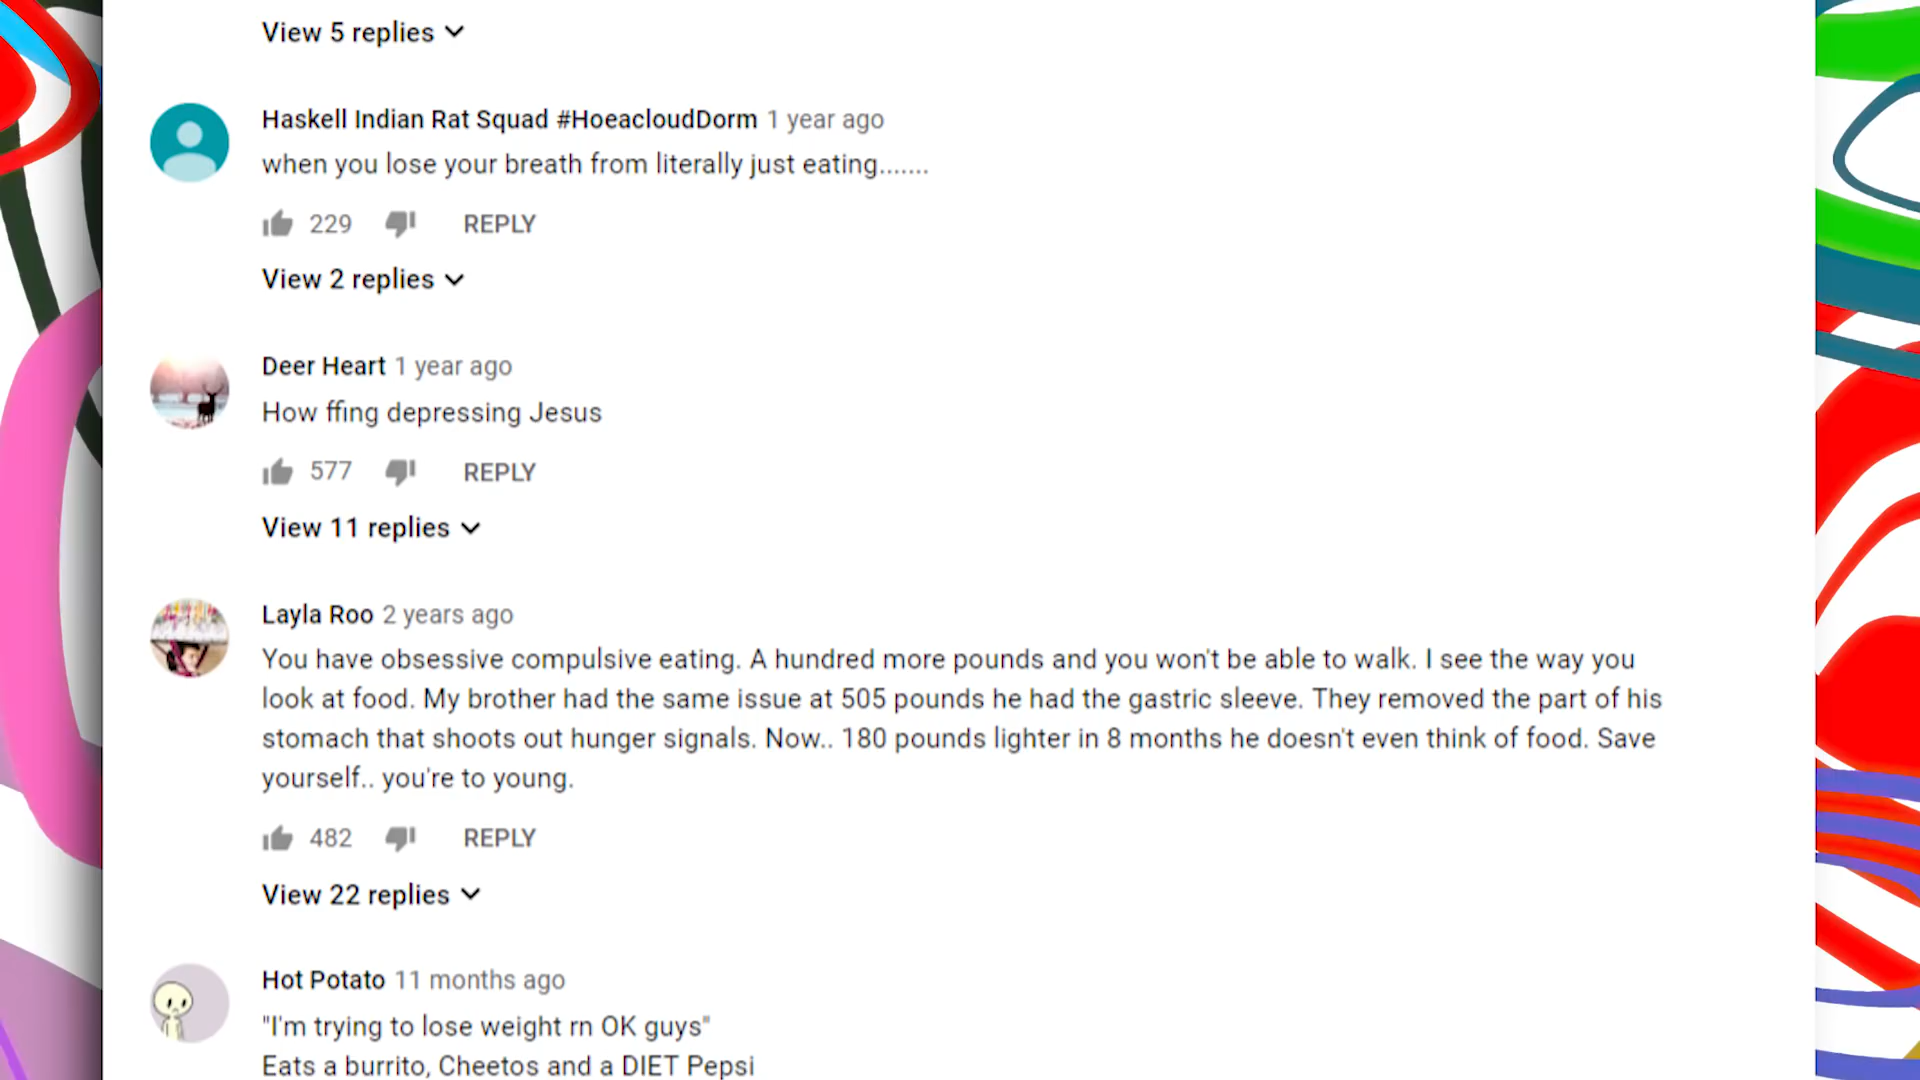 View 5 replies
Haskell Indian Rat Squad #HoeacloudDorm 1 year ago
when you lose your breath from literally just eating.......
229 REPLY
View 2 replies
Deer Heart 1 year ago
How ffing depressing Jesus
577 REPLY
View 11 replies
Layla Roo 2 years ago
You have obsessive compulsive eating. A hundred more pounds and you won't be able to walk. I see the way you
look at food. My brother had the same issue at 505 pounds he had the gastric sleeve. They removed the part of his
stomach that shoots out hunger signals. Now.. 180 pounds lighter in 8 months he doesn't even think of food. Save
yourself.. you're to young.
482 REPLY
View 22 replies
Hot Potato 11 months ago
"I'm trying to lose weight rn OK guys"
Eats a burrito, Cheetos and a DIET Pepsi